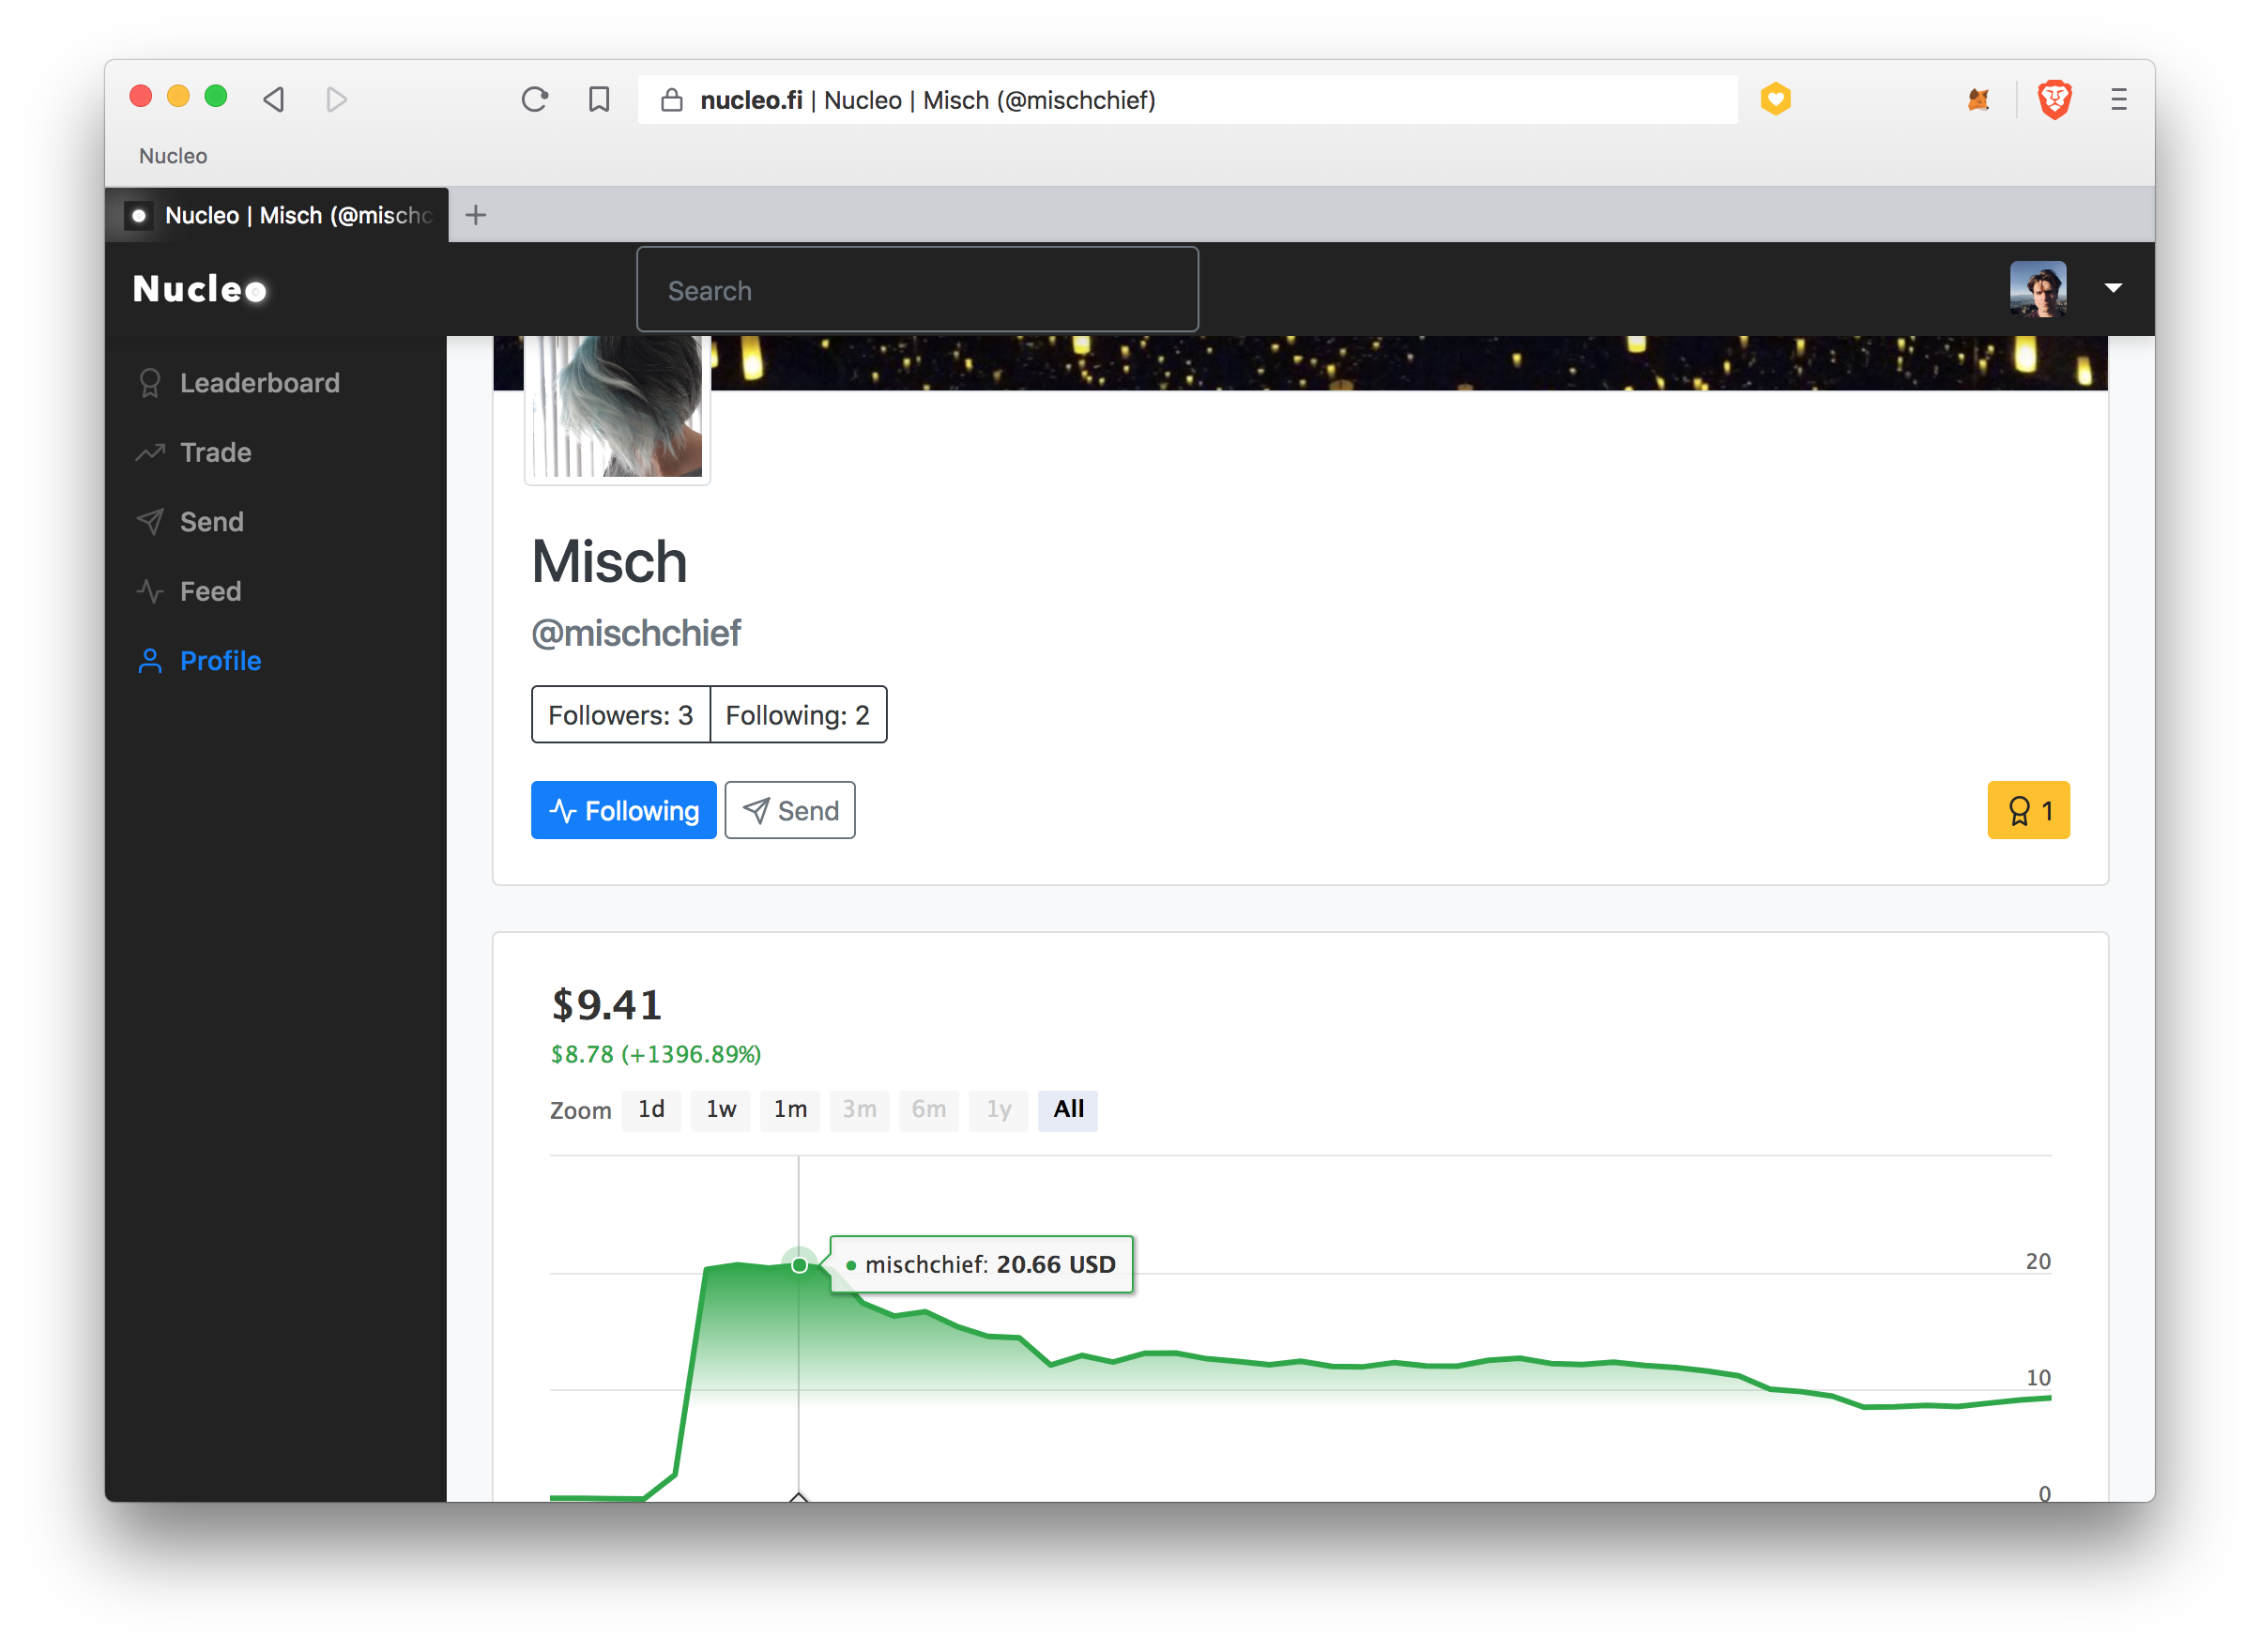 nucleo.fi | Nucleo | Misch (@mischchief)
Nucleo
Nucleo | Misch (@mischc
Nucleo
Search
Leaderboard
Trade
Send
Feed
Profile
Misch
@mischchief
Followers: 3 Following: 2
Following Send 1
$9.41
$8.78 (+1396.89%)
Zoom 1d 1w 1m 3m 6m 1y All
mischchief: 20.66 USD
20
10
0